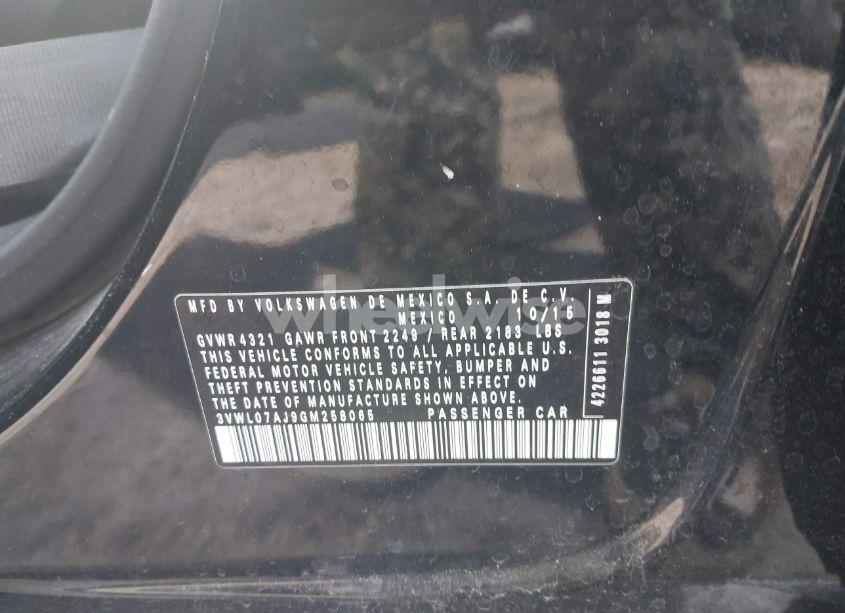 MFD BY VOLKSWAGEN DE MEXICO S.A. DE C.V.
MEXICO 10/15
GVWR 4321 GAWR FRONT 2249 / REAR 2183 LBS
THIS VEHICLE CONFORMS TO ALL APPLICABLE U.S.
FEDERAL MOTOR VEHICLE SAFETY, BUMPER AND
THEFT PREVENTION STANDARDS IN EFFECT ON
THE DATE OF MANUFACTURE SHOWN ABOVE.
3VWL07AJ9GM258065 PASSENGER CAR
4226611 3018 M
wheelwise